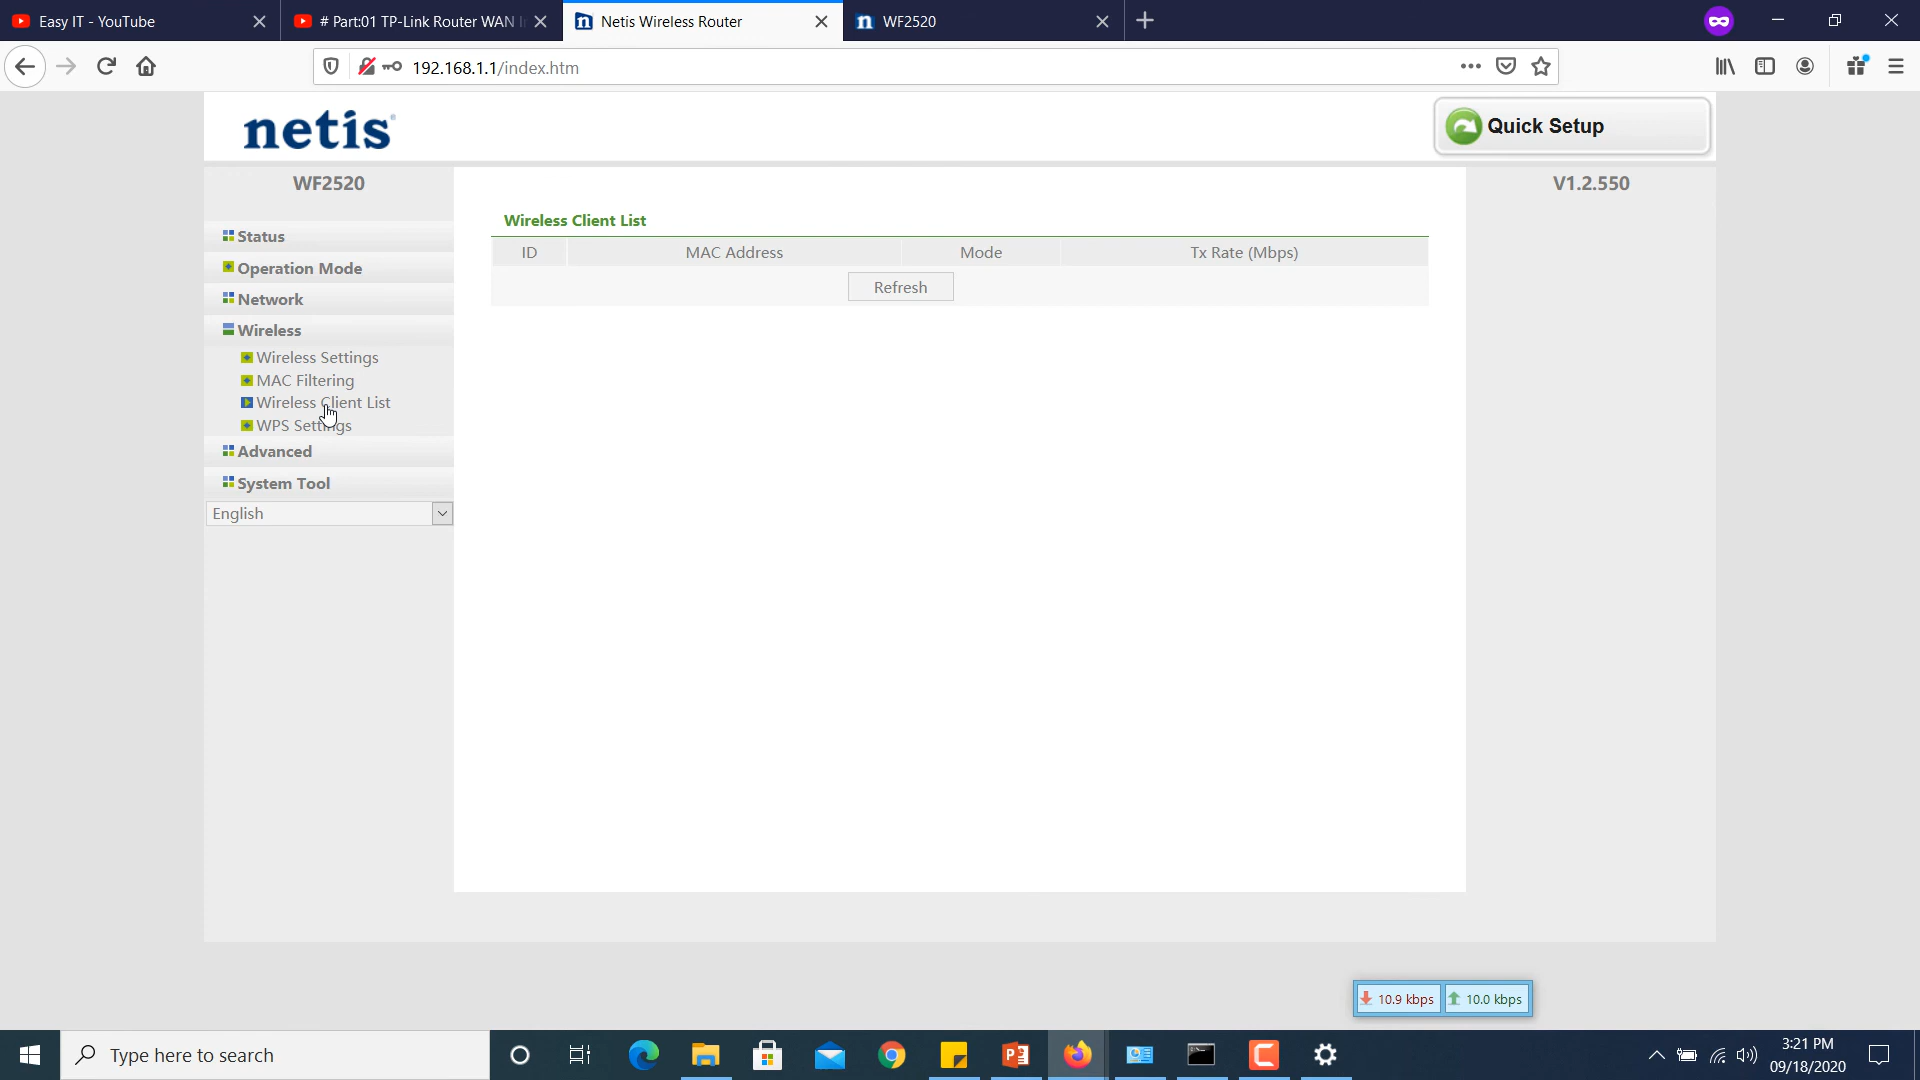 Easy IT - YouTube
# Part:01 TP-Link Router WAN I
Netis Wireless Router
WF2520
192.168.1.1/index.htm
netis
Quick Setup
WF2520
V1.2.550
Status
Operation Mode
Network
Wireless
Wireless Settings
MAC Filtering
Wireless Client List
WPS Settings
Advanced
System Tool
English
Wireless Client List
ID MAC Address Mode Tx Rate (Mbps)
Refresh
10.9 kbps 10.0 kbps
Type here to search
3:21 PM
09/18/2020